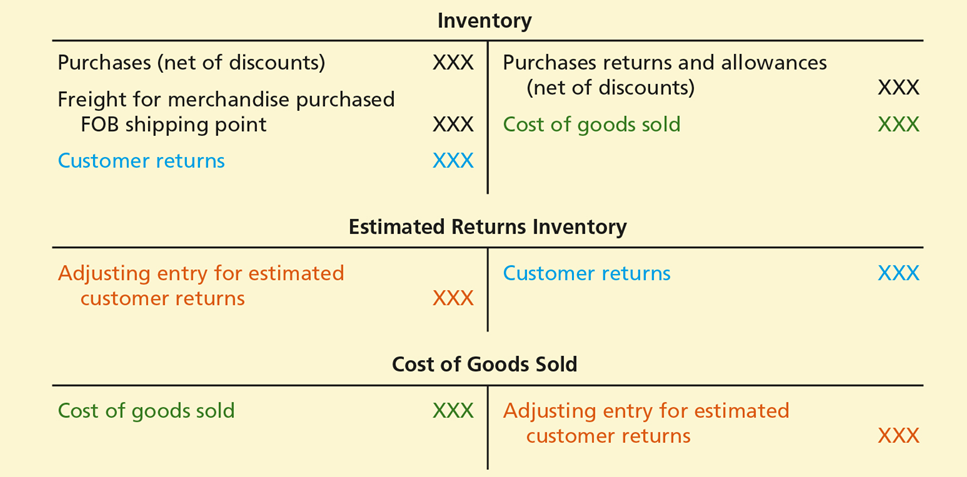 Inventory
Purchases (net of discounts) XXX
Freight for merchandise purchased
FOB shipping point XXX
Customer returns XXX
Purchases returns and allowances
(net of discounts) XXX
Cost of goods sold XXX
Estimated Returns Inventory
Adjusting entry for estimated
customer returns XXX
Customer returns XXX
Cost of Goods Sold
Cost of goods sold XXX
Adjusting entry for estimated
customer returns XXX